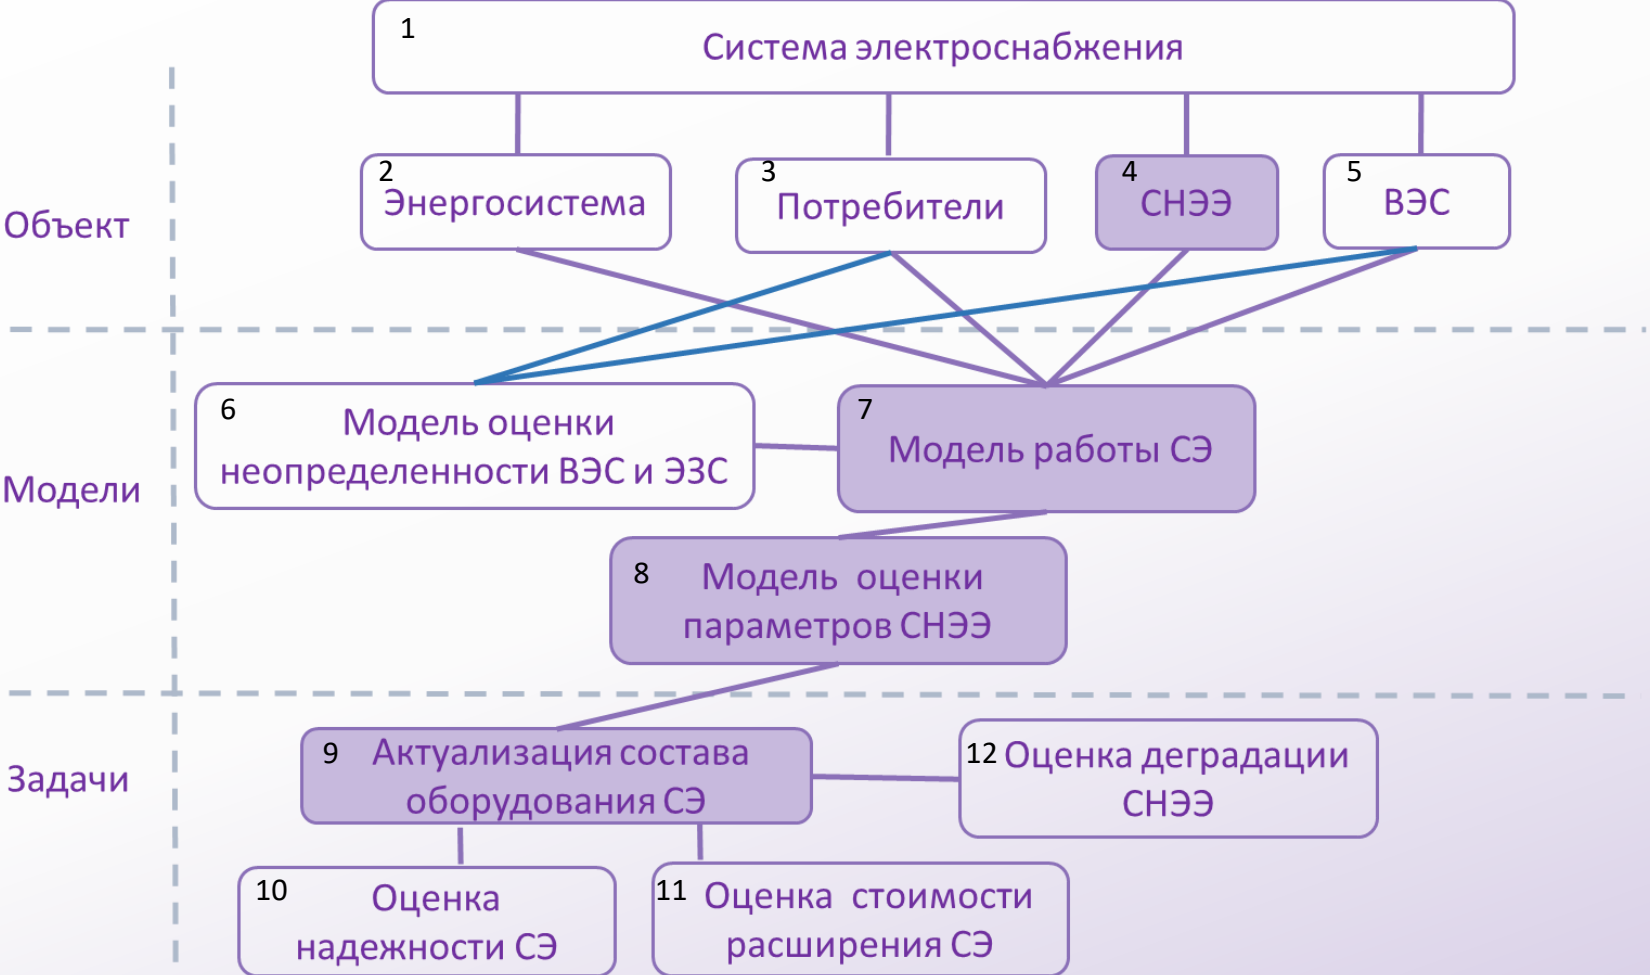 1
Система электроснабжения
2
Энергосистема
3
Потребители
4
СНЭЭ
5
ВЭС
Объект
6
Модель оценки
неопределенности ВЭС и ЭЗС
7
Модель работы СЭ
Модели
8
Модель оценки
параметров СНЭЭ
9
Актуализация состава
оборудования СЭ
12
Оценка деградации
СНЭЭ
Задачи
10
Оценка
надежности СЭ
11
Оценка стоимости
расширения СЭ